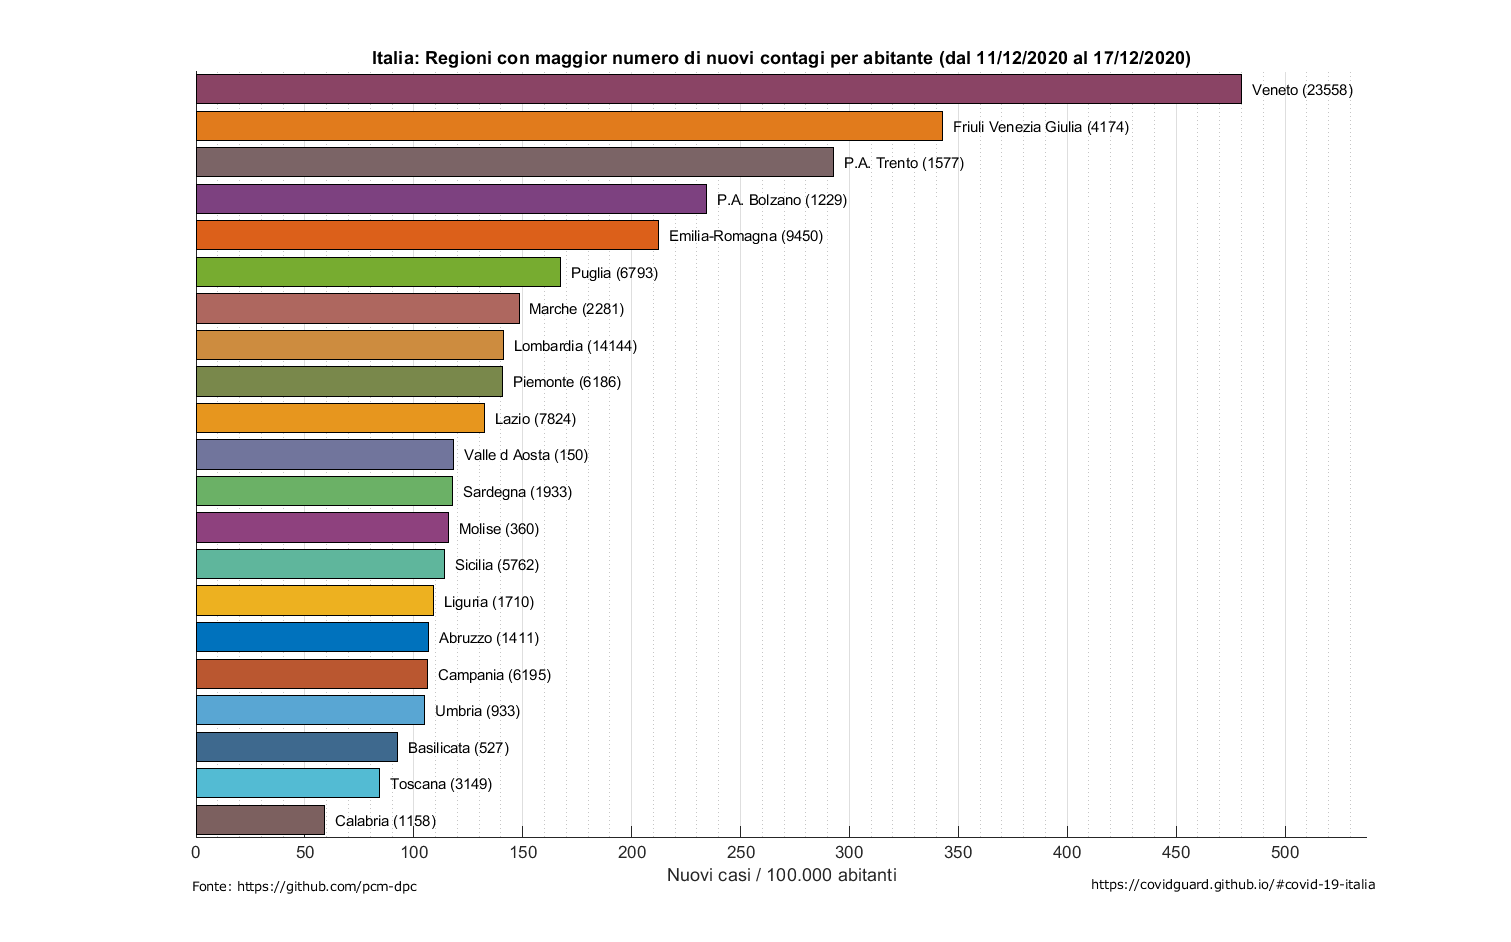 Italia: Regioni con maggior numero di nuovi contagi per abitante (dal 11/12/2020 al 17/12/2020)
Veneto (23558)
Friuli Venezia Giulia (4174)
P.A. Trento (1577)
P.A. Bolzano (1229)
Emilia-Romagna (9450)
Puglia (6793)
Marche (2281)
Lombardia (14144)
Piemonte (6186)
Lazio (7824)
Valle d Aosta (150)
Sardegna (1933)
Molise (360)
Sicilia (5762)
Liguria (1710)
Abruzzo (1411)
Campania (6195)
Umbria (933)
Basilicata (527)
Toscana (3149)
Calabria (1158)
0 50 100 150 200 250 300 350 400 450 500
Nuovi casi / 100.000 abitanti
Fonte: https://github.com/pcm-dpc
https://covidguard.github.io/#covid-19-italia